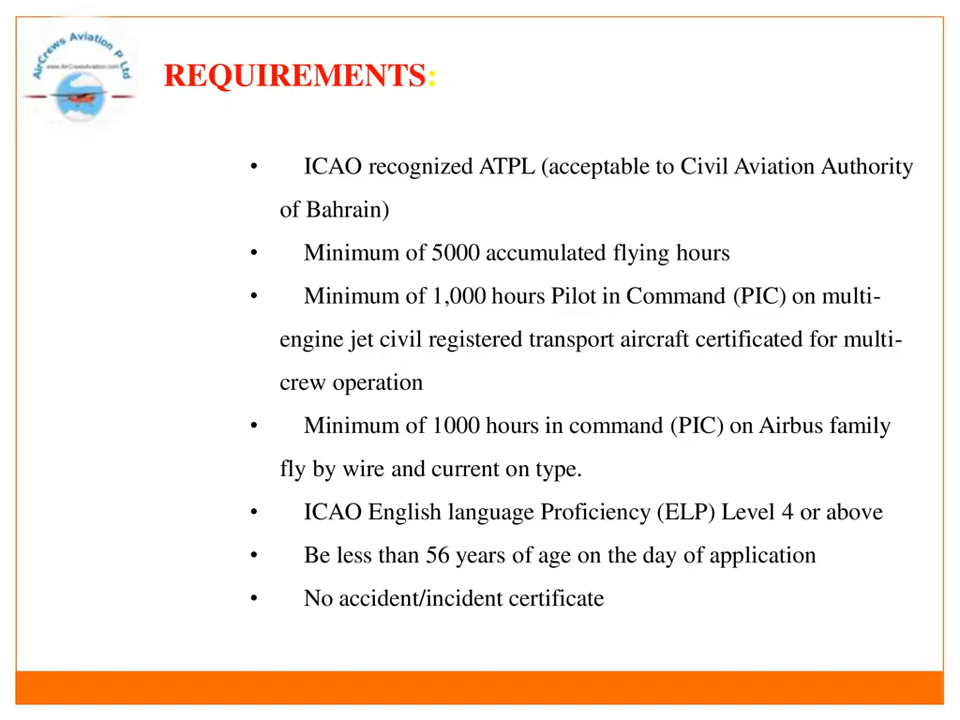 AirCrews Aviation P Ltd
www.AirCrewsAviation.com
REQUIREMENTS:
• ICAO recognized ATPL (acceptable to Civil Aviation Authority
of Bahrain)
• Minimum of 5000 accumulated flying hours
• Minimum of 1,000 hours Pilot in Command (PIC) on multi-
engine jet civil registered transport aircraft certificated for multi-
crew operation
• Minimum of 1000 hours in command (PIC) on Airbus family
fly by wire and current on type.
• ICAO English language Proficiency (ELP) Level 4 or above
• Be less than 56 years of age on the day of application
• No accident/incident certificate